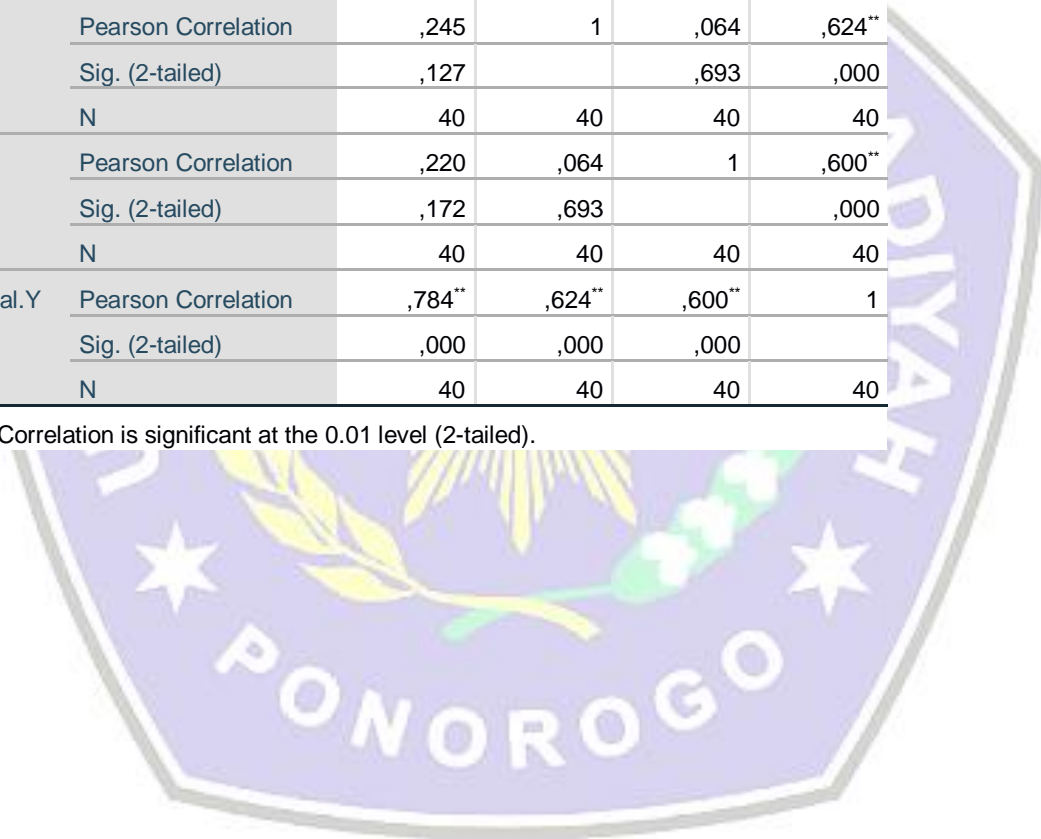 Pearson Correlation ,245 1 ,064 ,624**
Sig. (2-tailed) ,127 ,693 ,000
N 40 40 40 40
Pearson Correlation ,220 ,064 1 ,600**
Sig. (2-tailed) ,172 ,693 ,000
N 40 40 40 40
al.Y Pearson Correlation ,784** ,624** ,600** 1
Sig. (2-tailed) ,000 ,000 ,000
N 40 40 40 40
Correlation is significant at the 0.01 level (2-tailed).
ADIYAH
PONOROGO